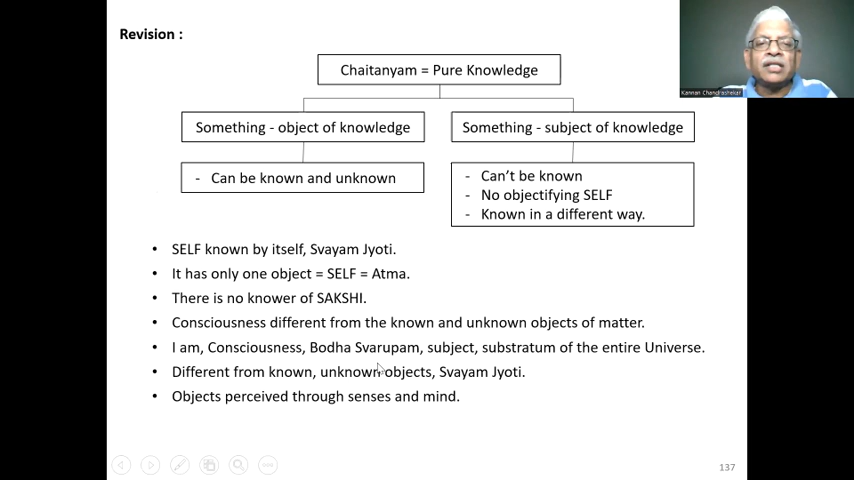 Revision :
Kannan Chandrashekar
Chaitanyam = Pure Knowledge
Something - object of knowledge
Something - subject of knowledge
- Can be known and unknown
- Can't be known
- No objectifying SELF
- Known in a different way.
• SELF known by itself, Svayam Jyoti.
• It has only one object = SELF = Atma.
• There is no knower of SAKSHI.
• Consciousness different from the known and unknown objects of matter.
• I am, Consciousness, Bodha Svarupam, subject, substratum of the entire Universe.
• Different from known, unknown objects, Svayam Jyoti.
• Objects perceived through senses and mind.
137